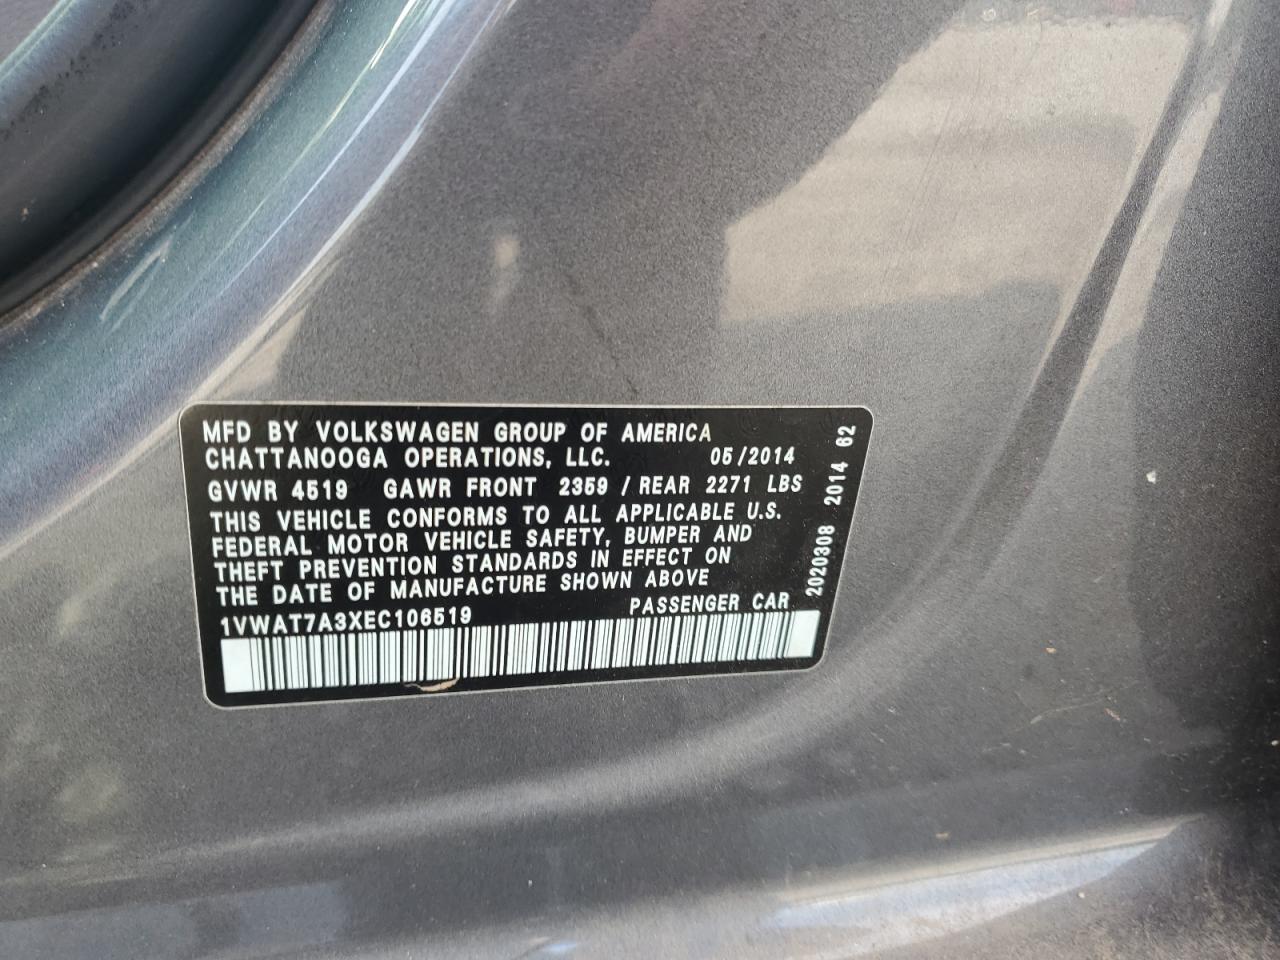 MFD BY VOLKSWAGEN GROUP OF AMERICA
CHATTANOOGA OPERATIONS, LLC. 05/2014
GVWR 4519 GAWR FRONT 2359 / REAR 2271 LBS
THIS VEHICLE CONFORMS TO ALL APPLICABLE U.S.
FEDERAL MOTOR VEHICLE SAFETY, BUMPER AND
THEFT PREVENTION STANDARDS IN EFFECT ON
THE DATE OF MANUFACTURE SHOWN ABOVE
1VWAT7A3XEC106519 PASSENGER CAR
2020308 2014 62